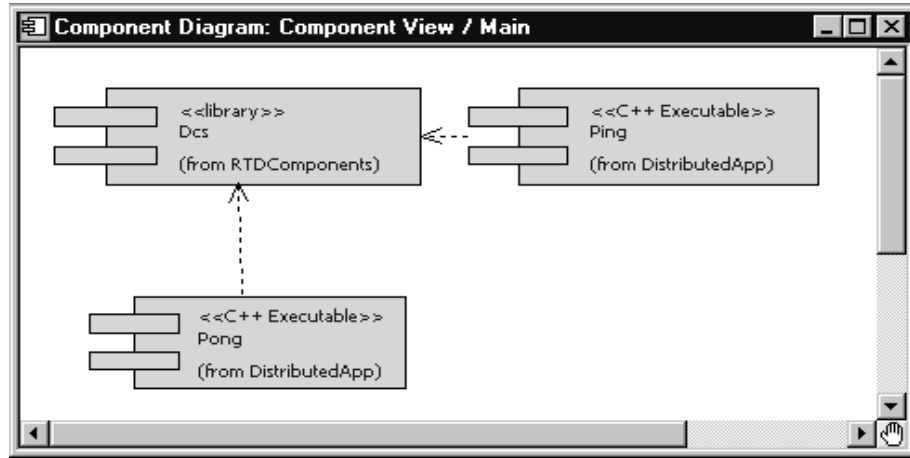 Component Diagram: Component View / Main
<<library>>
Dcs
(from RTDComponents)
<<C++ Executable>>
Ping
(from DistributedApp)
<<C++ Executable>>
Pong
(from DistributedApp)